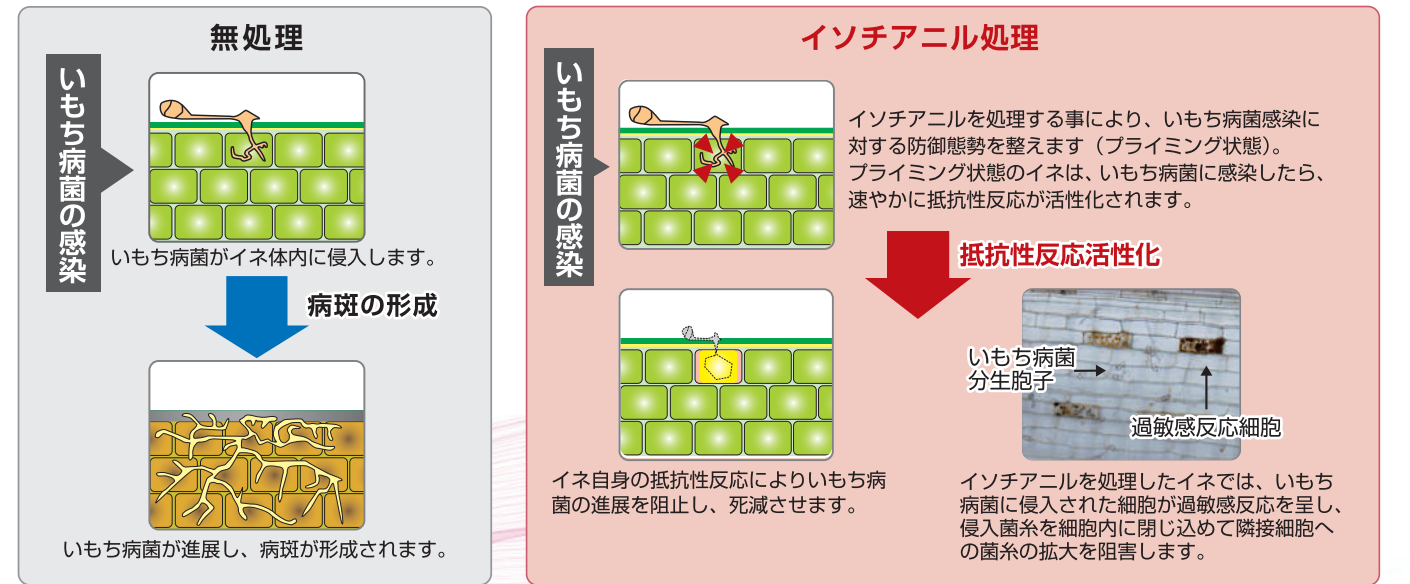 無処理
いもち病菌の感染
いもち病菌がイネ体内に侵入します。
病斑の形成
いもち病菌が進展し、病斑が形成されます。
イソチアニル処理
いもち病菌の感染
イソチアニルを処理する事により、いもち病菌感染に
対する防御態勢を整えます（プライミング状態）。
プライミング状態のイネは、いもち病菌に感染したら、
速やかに抵抗性反応が活性化されます。
抵抗性反応活性化
イネ自身の抵抗性反応によりいもち病
菌の進展を阻止し、死滅させます。
いもち病菌
分生胞子
過敏感反応細胞
イソチアニルを処理したイネでは、いもち
病菌に侵入された細胞が過敏感反応を呈し、
侵入菌糸を細胞内に閉じ込めて隣接細胞へ
の菌糸の拡大を阻害します。